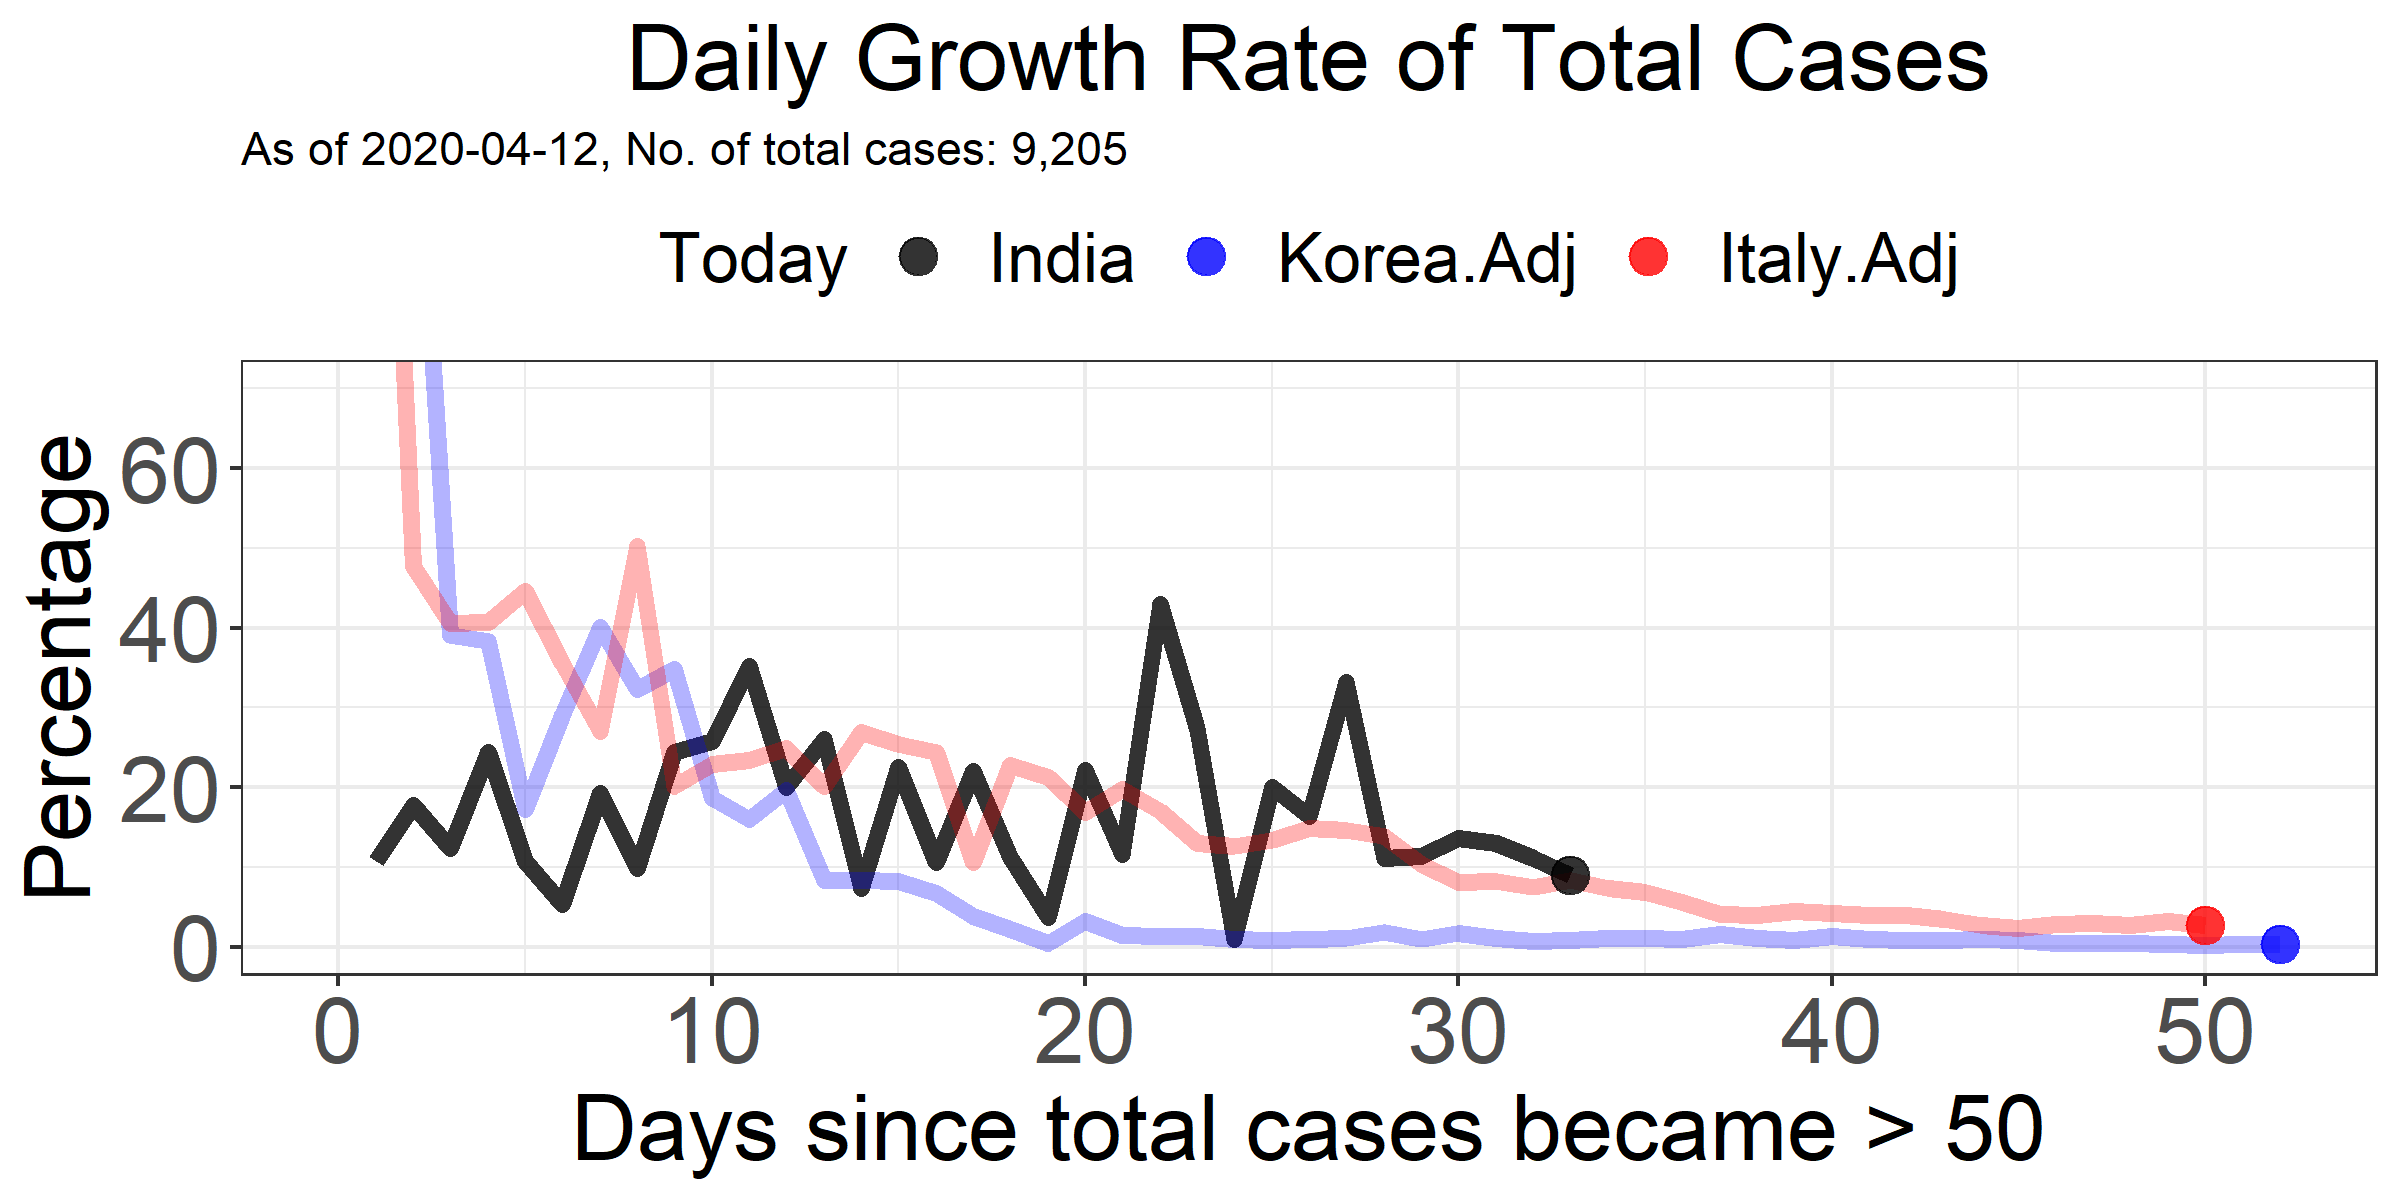 Daily Growth Rate of Total Cases
As of 2020-04-12, No. of total cases: 9,205
Today India Korea.Adj Italy.Adj
Percentage
60
40
20
0
0 10 20 30 40 50
Days since total cases became > 50